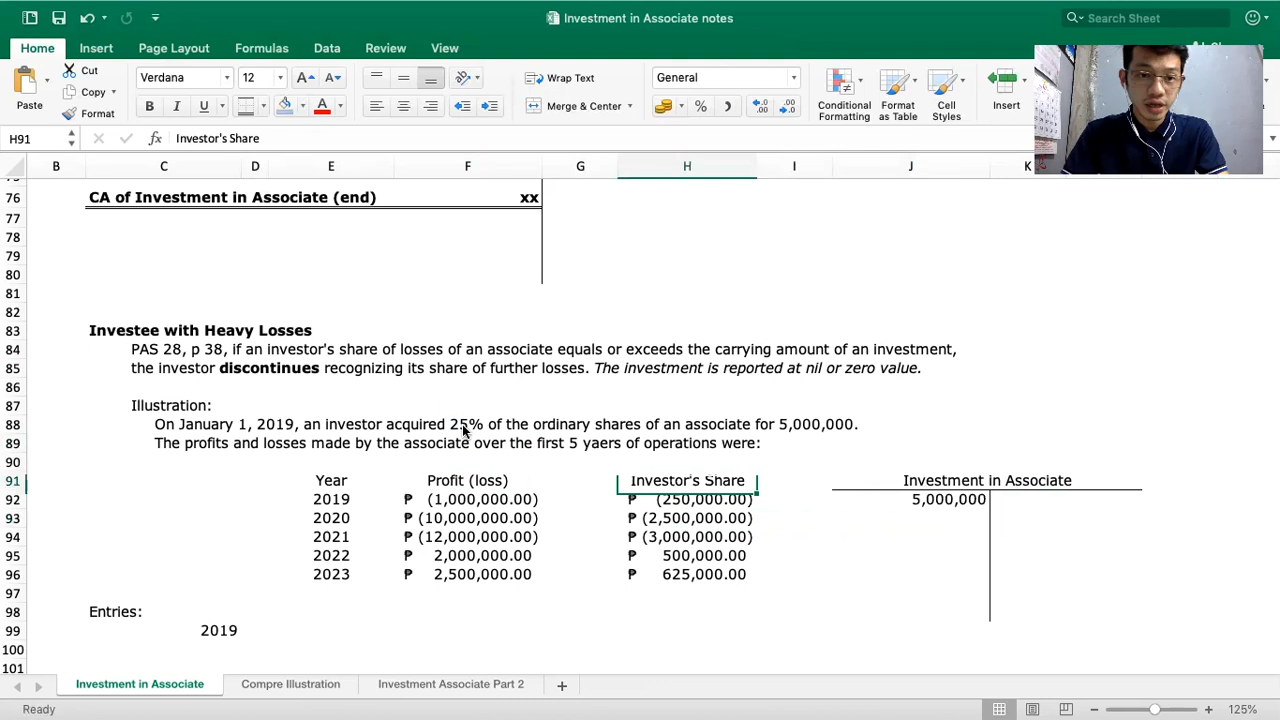 Investment in Associate notes
Search Sheet
Home Insert Page Layout Formulas Data Review View
Paste
Cut
Copy
Format
Verdana 12
A A
B I U A
Wrap Text
Merge & Center
General
%
Conditional Formatting
Format as Table
Cell Styles
Insert
H91 fx Investor's Share
B C D E F G H I J K
76 CA of Investment in Associate (end) xx
77
78
79
80
81
82
83 Investee with Heavy Losses
84 PAS 28, p 38, if an investor's share of losses of an associate equals or exceeds the carrying amount of an investment,
85 the investor discontinues recognizing its share of further losses. The investment is reported at nil or zero value.
86
87 Illustration:
88 On January 1, 2019, an investor acquired 25% of the ordinary shares of an associate for 5,000,000.
89 The profits and losses made by the associate over the first 5 yaers of operations were:
90
91 Year Profit (loss) Investor's Share Investment in Associate
92 2019 ₱ (1,000,000.00) ₱ (250,000.00) 5,000,000
93 2020 ₱ (10,000,000.00) ₱ (2,500,000.00)
94 2021 ₱ (12,000,000.00) ₱ (3,000,000.00)
95 2022 ₱ 2,000,000.00 ₱ 500,000.00
96 2023 ₱ 2,500,000.00 ₱ 625,000.00
97
98 Entries:
99 2019
100
101
Investment in Associate Compre Illustration Investment Associate Part 2
Ready 125%